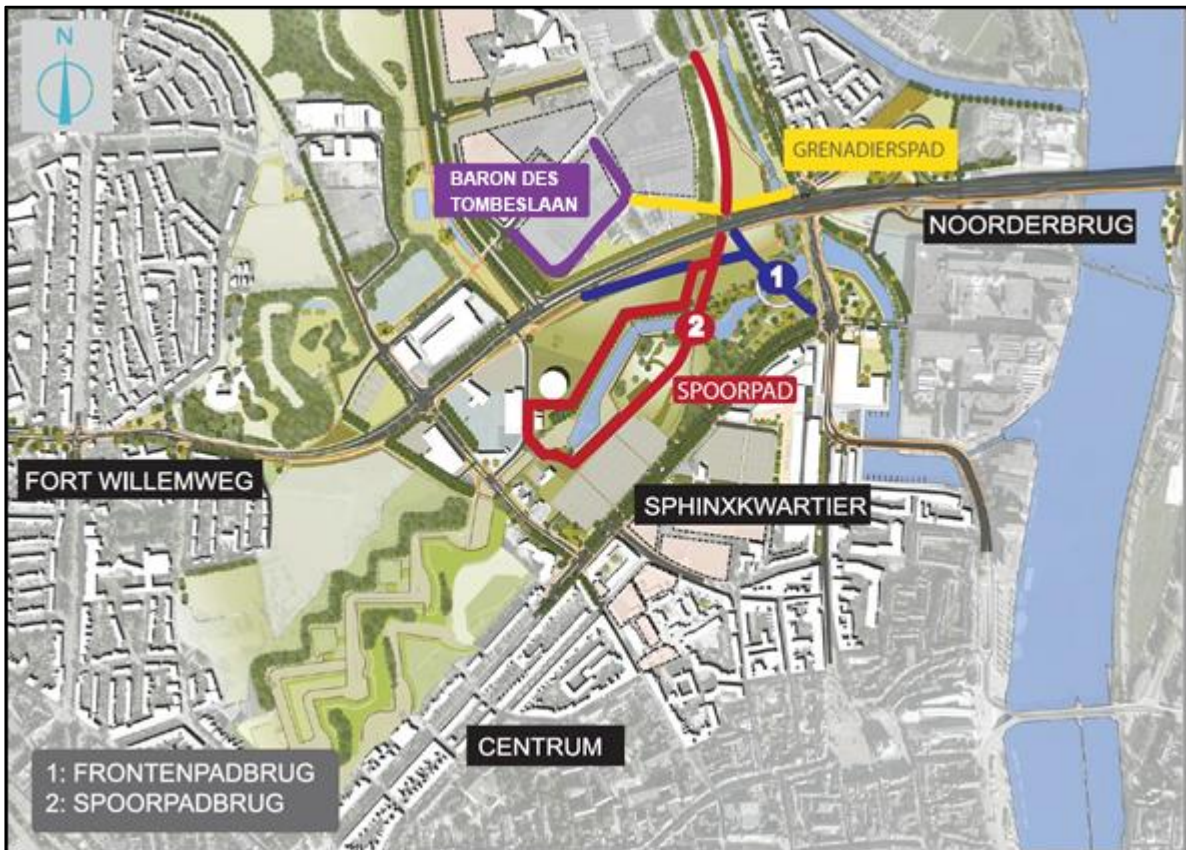 N
GRENADIERSPAD
BARON DES
TOMBESLAAN
NOORDERBRUG
1
2
SPOORPAD
FORT WILLEMWEG
SPHINXKWARTIER
CENTRUM
1: FRONTENPADBRUG
2: SPOORPADBRUG